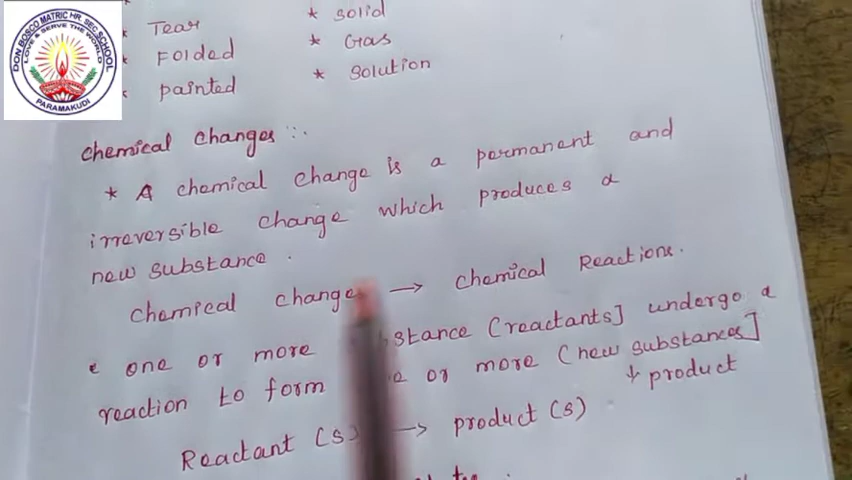 DON BOSCO MATRIC HR. SEC. SCHOOL
LOVE & SERVE THE WORLD
PARAMAKUDI
* Tear * solid
* Folded * Gas
* painted * solution
chemical changes :-
* A chemical change is a permanent and
irreversible change which produces a
new substance.
chemical change → chemical Reactions.
* one or more substance [reactants] undergo a
reaction to form or more (new substances]
↓ product
Reactant (s) → product (s)